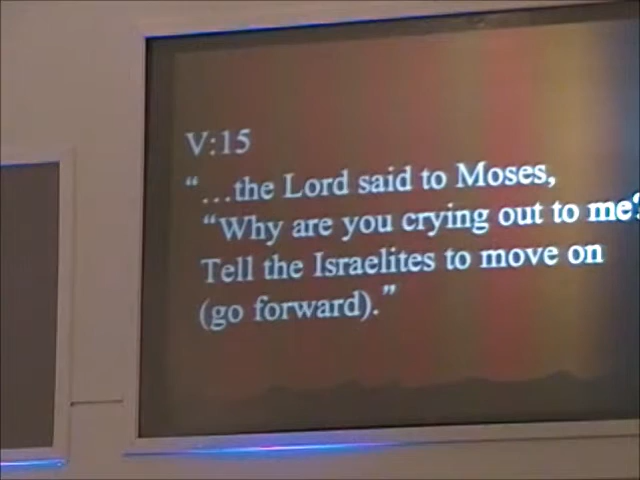 V:15
“...the Lord said to Moses,
“Why are you crying out to me?
Tell the Israelites to move on
(go forward).”